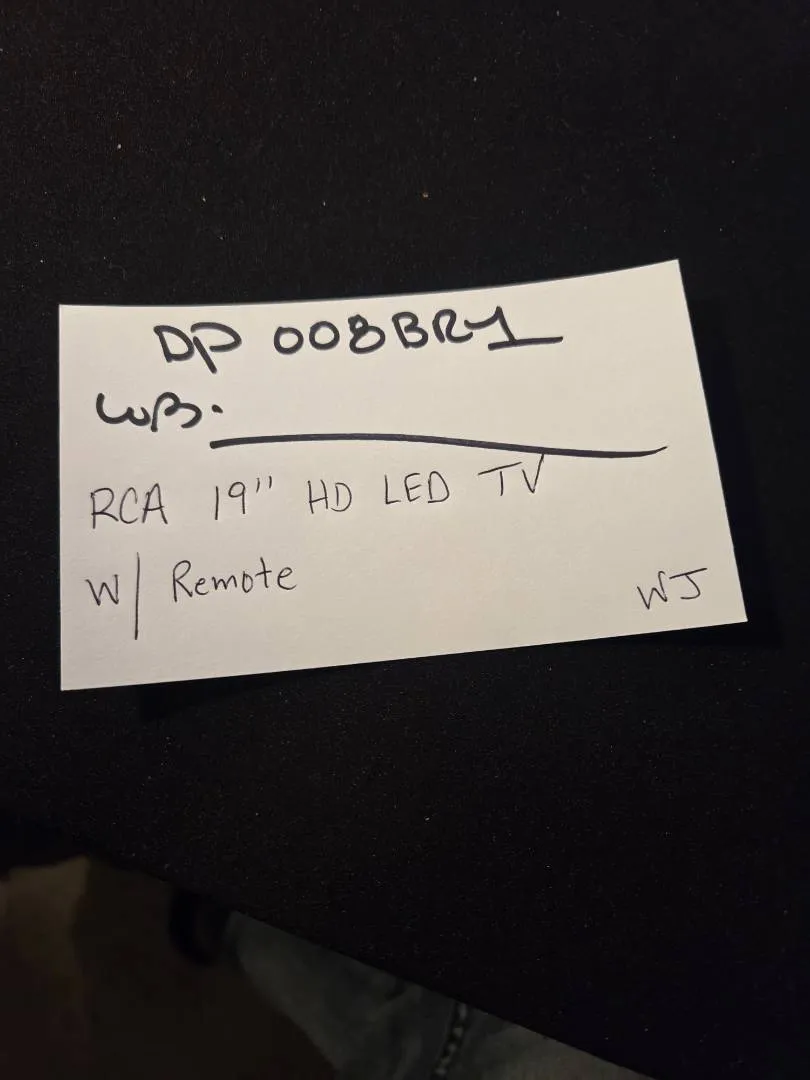 DP 008BR1
WB.
RCA 19" HD LED TV
W/ Remote
WJ